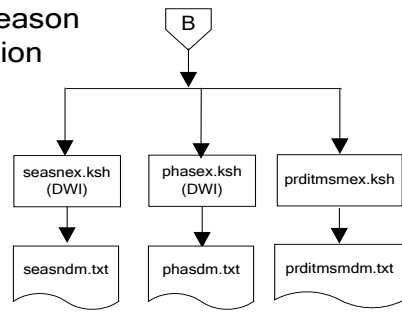 eason
ion
B
seasnex.ksh
(DWI)
phasex.ksh
(DWI)
prditmsmex.ksh
seasndm.txt
phasdm.txt
prditmsmdm.txt